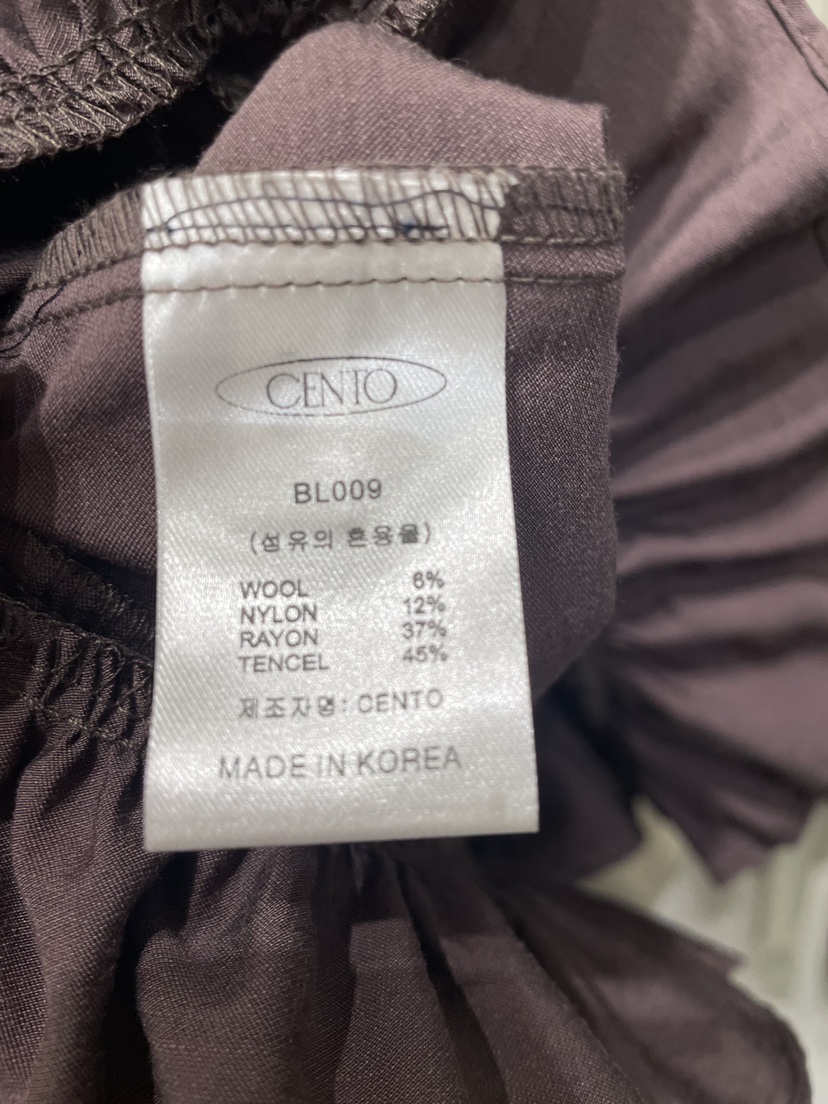 CENTO
BL009
(섬유의 혼용율)
WOOL 6%
NYLON 12%
RAYON 37%
TENCEL 45%
제조자명: CENTO
MADE IN KOREA